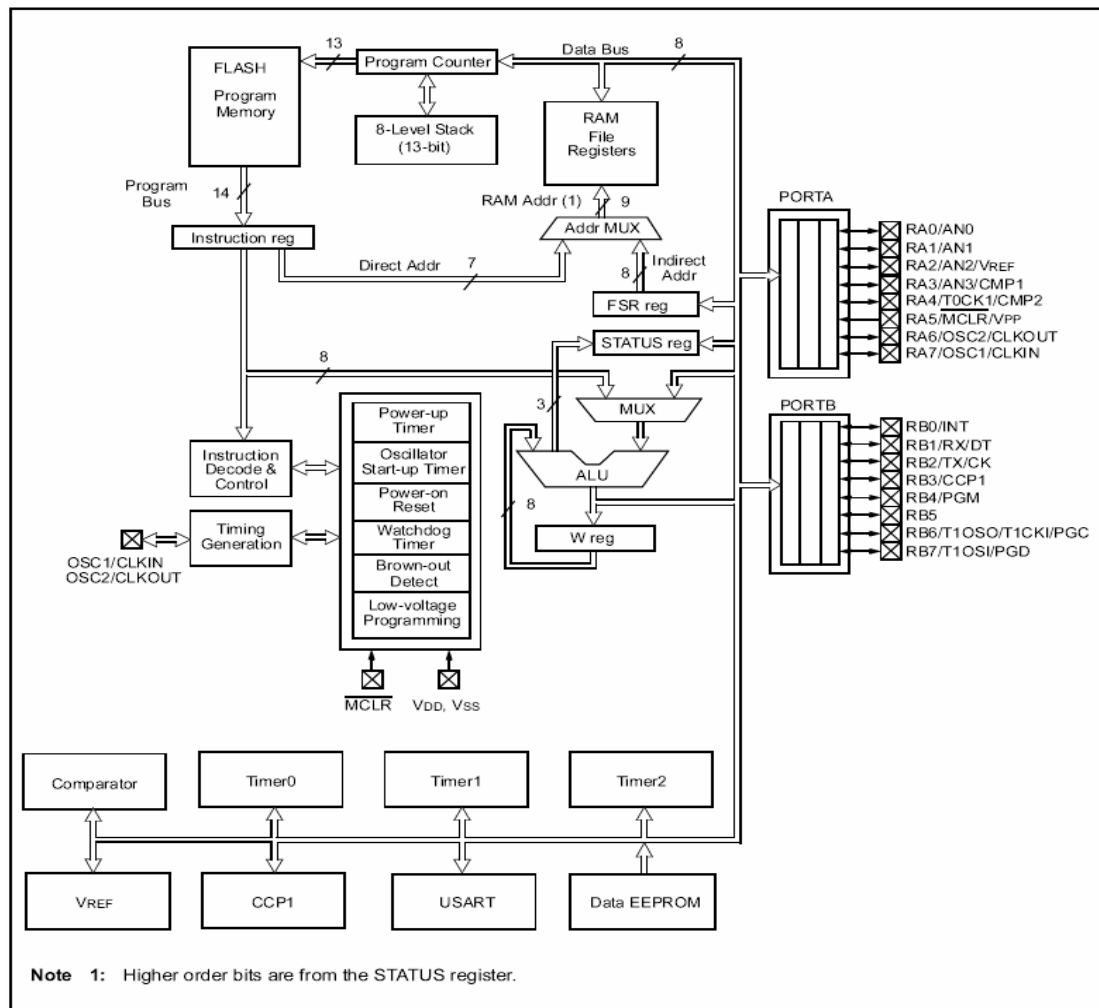 13
Data Bus
8
FLASH
Program
Memory
Program Counter
8-Level Stack
(13-bit)
RAM
File
Registers
Program
Bus
14
RAM Addr (1)
9
Addr MUX
Instruction reg
Direct Addr
7
Indirect
Addr
8
FSR reg
STATUS reg
8
3
MUX
Power-up
Timer
Oscillator
Start-up Timer
Power-on
Reset
Watchdog
Timer
Brown-out
Detect
Low-voltage
Programming
Instruction
Decode &
Control
ALU
8
W reg
Timing
Generation
OSC1/CLKIN
OSC2/CLKOUT
MCLR
VDD, VSS
PORTA
RA0/AN0
RA1/AN1
RA2/AN2/VREF
RA3/AN3/CMP1
RA4/T0CK1/CMP2
RA5/MCLR/VPP
RA6/OSC2/CLKOUT
RA7/OSC1/CLKIN
PORTB
RB0/INT
RB1/RX/DT
RB2/TX/CK
RB3/CCP1
RB4/PGM
RB5
RB6/T1OSO/T1CKI/PGC
RB7/T1OSI/PGD
Comparator
Timer0
Timer1
Timer2
VREF
CCP1
USART
Data EEPROM
Note 1: Higher order bits are from the STATUS register.